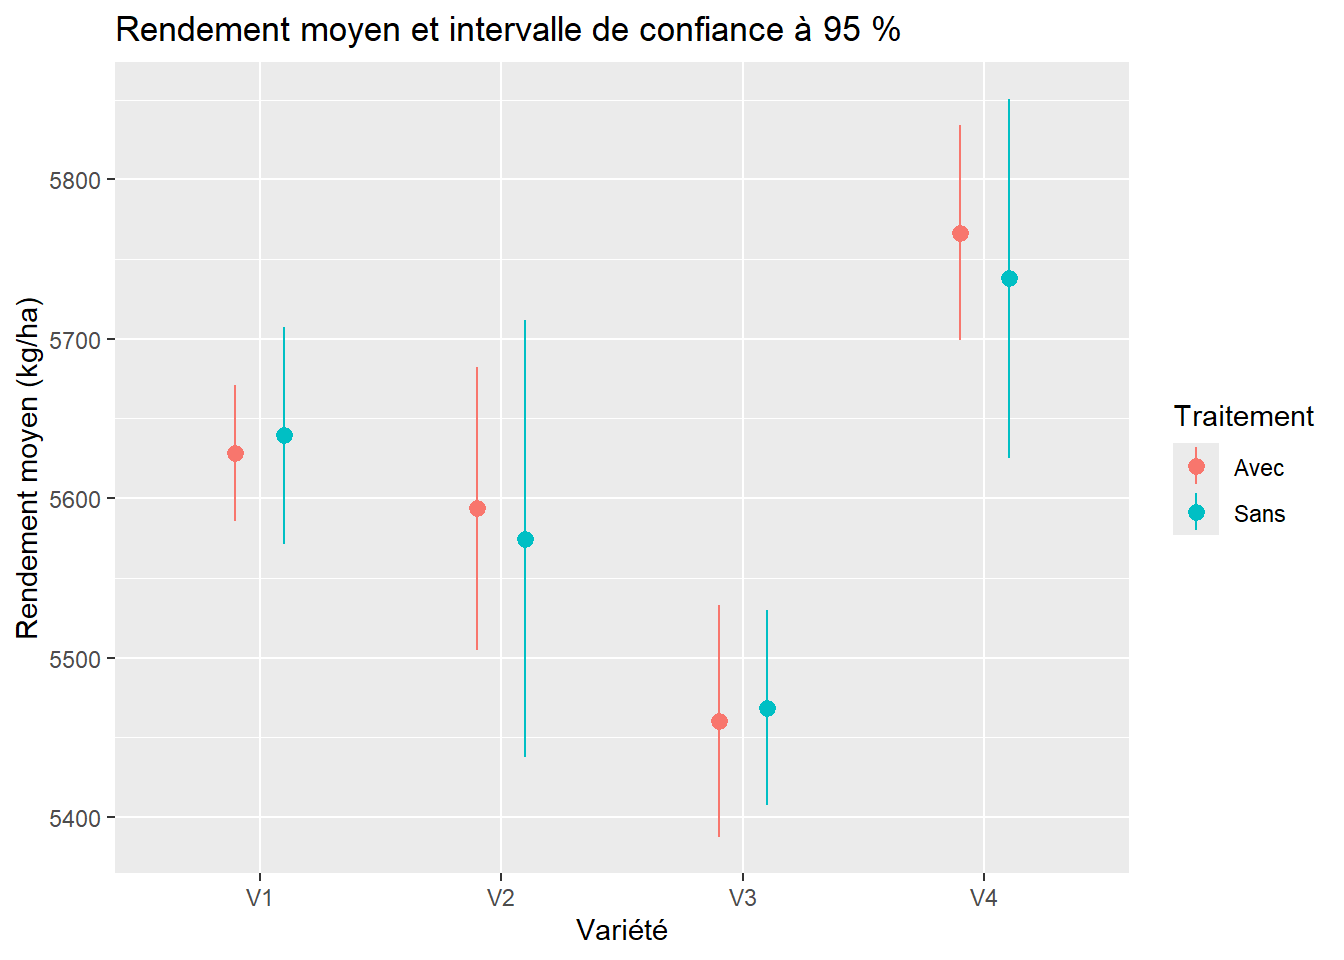 Rendement moyen et intervalle de confiance à 95 %
Rendement moyen (kg/ha)
5800
5700
5600
5500
5400
V1 V2 V3 V4
Variété
Traitement
Avec
Sans